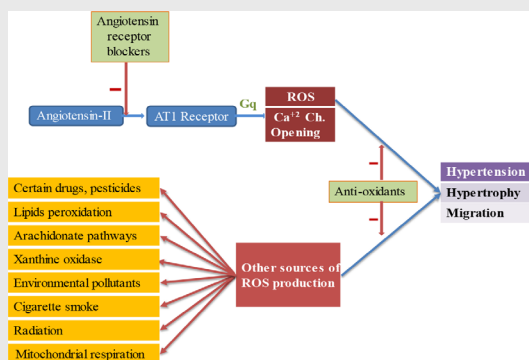 Angiotensin
receptor
blockers
Angiotensin-II
AT1 Receptor
Gq
ROS
Ca⁺² Ch.
Opening
Hypertension
Hypertrophy
Migration
Anti-oxidants
Certain drugs, pesticides
Lipids peroxidation
Arachidonate pathways
Xanthine oxidase
Environmental pollutants
Cigarette smoke
Radiation
Mitochondrial respiration
Other sources of
ROS production